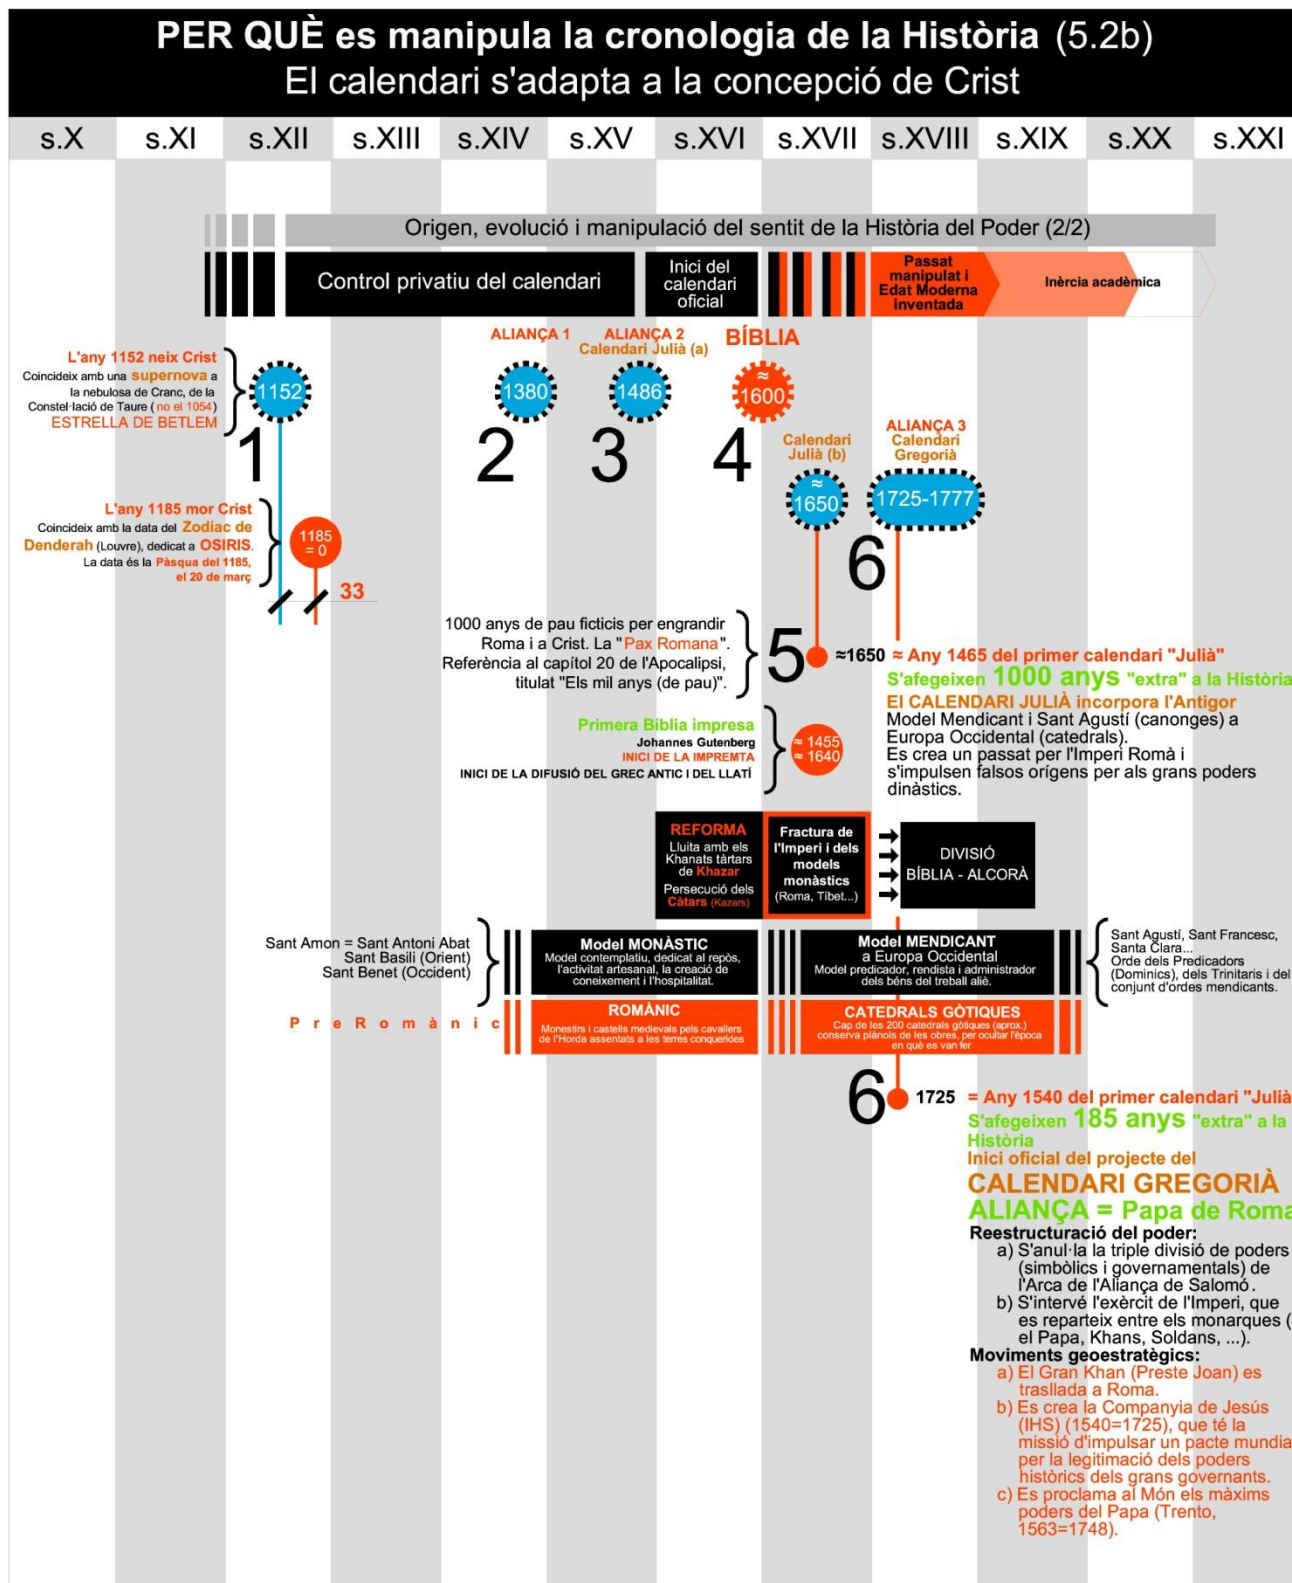 PER QUÈ es manipula la cronologia de la Història (5.2b)
El calendari s'adapta a la concepció de Crist
s.X s.XI s.XII s.XIII s.XIV s.XV s.XVI s.XVII s.XVIII s.XIX s.XX s.XXI
Origen, evolució i manipulació del sentit de la Història del Poder (2/2)
Control privatiu del calendari
Inici del
calendari
oficial
Passat
manipulat i
Edat Moderna
inventada
Inèrcia acadèmica
L'any 1152 neix Crist
Coincideix amb una supernova a
la nebulosa de Cranc, de la
Constel·lació de Taure ( no el 1054)
ESTRELLA DE BETLEM
1152
1
ALIANÇA 1
1380
2
ALIANÇA 2
Calendari Julià (a)
1486
3
BÍBLIA
≈
1600
4
Calendari
Julià (b)
≈
1650
ALIANÇA 3
Calendari
Gregorià
1725-1777
6
L'any 1185 mor Crist
Coincideix amb la data del Zodíac de
Denderah (Louvre), dedicat a OSIRIS.
La data és la Pàsqua del 1185,
el 20 de març
1185
= 0
33
1000 anys de pau ficticis per engrandir
Roma i a Crist. La "Pax Romana".
Referència al capítol 20 de l'Apocalipsi,
titulat "Els mil anys (de pau)".
5
≈1650 ≈ Any 1465 del primer calendari "Julià"
S'afegeixen 1000 anys "extra" a la Història
El CALENDARI JULIÀ incorpora l'Antigor
Model Mendicant i Sant Agustí (canonges) a
Europa Occidental (catedrals).
Es crea un passat per l'Imperi Romà i
s'impulsen falsos orígens per als grans poders
dinàstics.
Primera Bíblia impresa
Johannes Gutenberg
INICI DE LA IMPREMTA
INICI DE LA DIFUSIÓ DEL GREC ANTIC I DEL LLATÍ
≈ 1455
≈ 1640
REFORMA
Lluita amb els
Khanats tàrtars
de Khazar
Persecució dels
Càtars (Kazars)
Fractura de
l'Imperi i dels
models
monàstics
(Roma, Tíbet...)
DIVISIÓ
BÍBLIA - ALCORÀ
Sant Amon = Sant Antoni Abat
Sant Basili (Orient)
Sant Benet (Occident)
Model MONÀSTIC
Model contemplatiu, dedicat al repòs,
l'activitat artesanal, la creació de
coneixement i l'hospitalitat.
Model MENDICANT
a Europa Occidental
Model predicador, rendista i administrador
dels béns del treball aliè.
Sant Agustí, Sant Francesc,
Santa Clara...
Orde dels Predicadors
(Dominics), dels Trinitaris i del
conjunt d'ordes mendicants.
PreRomànic
ROMÀNIC
Monestirs i castells medievals pels cavallers
de l'Horda assentats a les terres conquerides
CATEDRALS GÒTIQUES
Cap de les 200 catedrals gòtiques (aprox.)
conserva plànols de les obres, per ocultar l'època
en què es van fer
6
1725 = Any 1540 del primer calendari "Julià
S'afegeixen 185 anys "extra" a la
Història
Inici oficial del projecte del
CALENDARI GREGORIÀ
ALIANÇA = Papa de Roma
Reestructuració del poder:
a) S'anul·la la triple divisió de poders
(simbòlics i governamentals) de
l'Arca de l'Aliança de Salomó.
b) S'intervé l'exèrcit de l'Imperi, que
es reparteix entre els monarques (
el Papa, Khans, Soldans, ...).
Moviments geoestratègics:
a) El Gran Khan (Preste Joan) es
trasllada a Roma.
b) Es crea la Companyia de Jesús
(IHS) (1540=1725), que té la
missió d'impulsar un pacte mundia
per la legitimació dels poders
històrics dels grans governants.
c) Es proclama al Món els màxims
poders del Papa (Trento,
1563=1748).